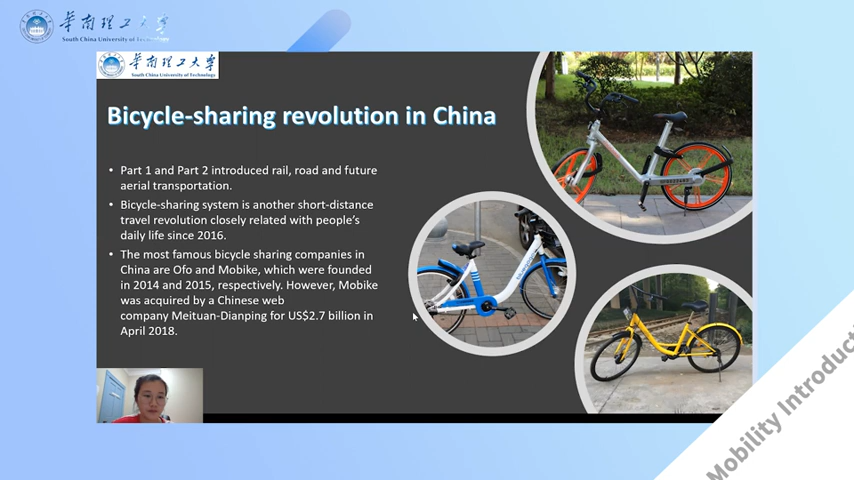 华南理工大学
South China University of Technology
华南理工大学
South China University of Technology
Bicycle-sharing revolution in China
• Part 1 and Part 2 introduced rail, road and future
aerial transportation.
• Bicycle-sharing system is another short-distance
travel revolution closely related with people's
daily life since 2016.
• The most famous bicycle sharing companies in
China are Ofo and Mobike, which were founded
in 2014 and 2015, respectively. However, Mobike
was acquired by a Chinese web
company Meituan-Dianping for US$2.7 billion in
April 2018.
Mobility Introduct